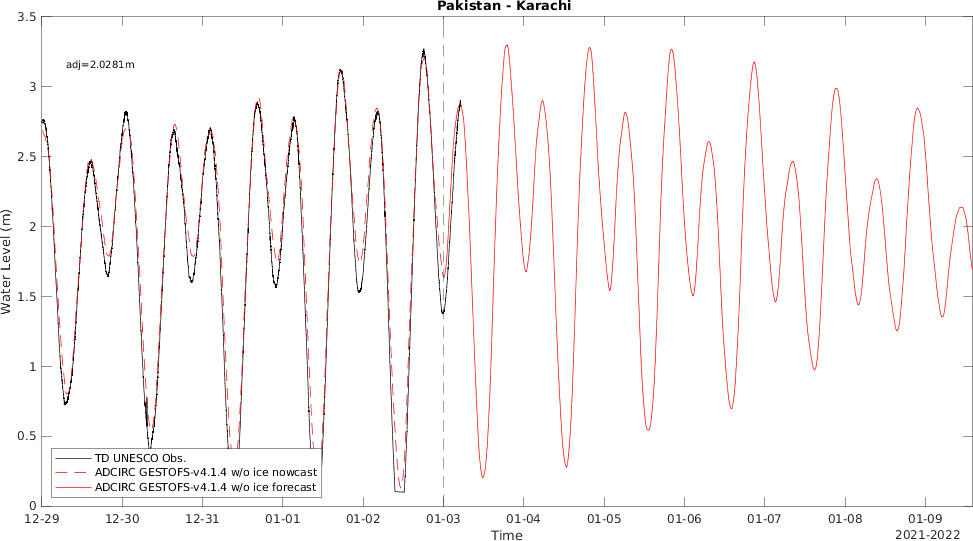 Pakistan - Karachi
3.5
adj=2.0281m
3
2.5
2
1.5
1
0.5
0
Water Level (m)
TD UNESCO Obs.
ADCIRC GESTOFS-v4.1.4 w/o ice nowcast
ADCIRC GESTOFS-v4.1.4 w/o ice forecast
12-29 12-30 12-31 01-01 01-02 01-03 01-04 01-05 01-06 01-07 01-08 01-09
2021-2022
Time